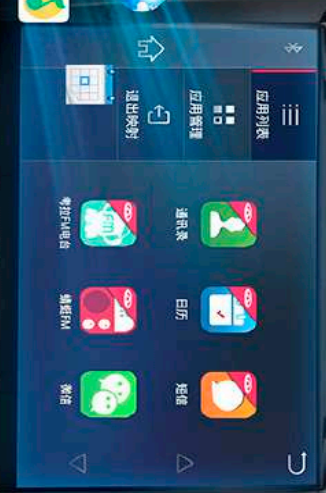 应用列表
应用管理
退出映射
通讯录
日历
短信
考拉FM电台
蜻蜓FM
微信